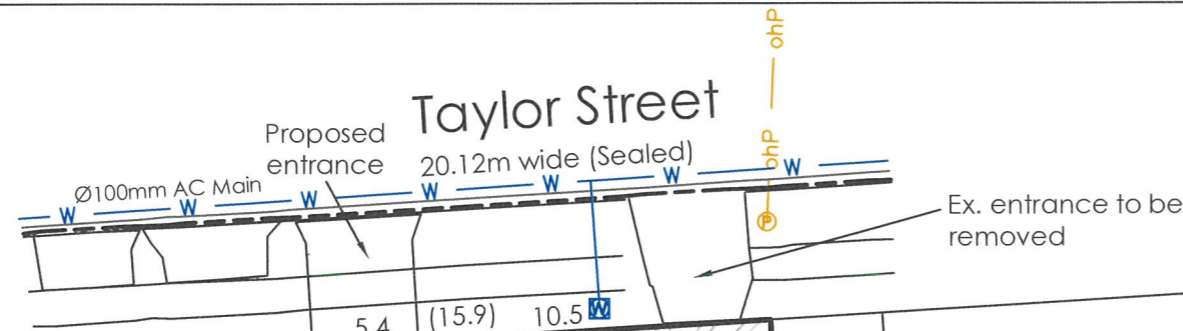 ohP
ohP
Taylor Street
Proposed
entrance
20.12m wide (Sealed)
Ø100mm AC Main
W W W W W W W
P
Ex. entrance to be
removed
5.4 (15.9) 10.5 W